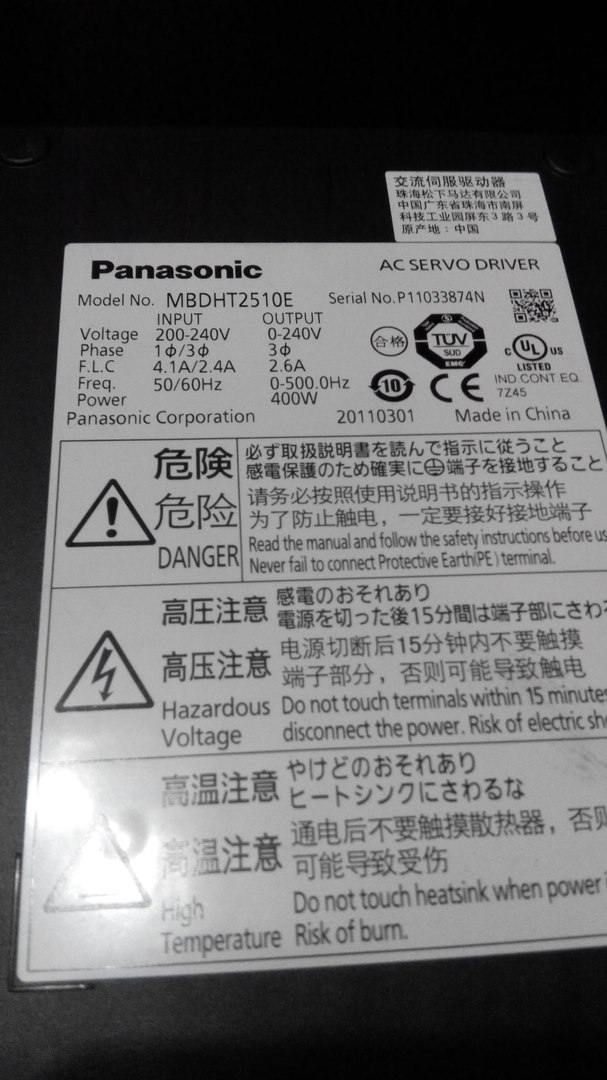 交流伺服驱动器
珠海松下马达有限公司
中国广东省珠海市南屏
科技工业园屏东3路3号
原产地：中国
Panasonic AC SERVO DRIVER
Model No. MBDHT2510E Serial No.P11033874N
INPUT OUTPUT
Voltage 200-240V 0-240V
Phase 1ϕ/3ϕ 3ϕ
F.L.C 4.1A/2.4A 2.6A
Freq. 50/60Hz 0-500.0Hz
Power 400W
合格
TÜV
SÜD
EMC
10
CE
C UL US
LISTED
IND CONT. EQ.
7Z45
Panasonic Corporation 20110301 Made in China
危険 必ず取扱説明書を読んで指示に従うこと
感電保護のため確実に⏚端子を接地すること
危险 请务必按照使用说明书的指示操作
为了防止触电，一定要接好接地端子
DANGER Read the manual and follow the safety instructions before us
Never fail to connect Protective Earth(PE) terminal.
高圧注意 感電のおそれあり
電源を切った後15分間は端子部にさわ
高压注意 电源切断后15分钟内不要触摸
端子部分，否则可能导致触电
Hazardous Do not touch terminals within 15 minutes
Voltage disconnect the power. Risk of electric sh
高温注意 やけどのおそれあり
ヒートシンクにさわるな
高温注意 通电后不要触摸散热器，否则
可能导致受伤
High Do not touch heatsink when power
Temperature Risk of burn.